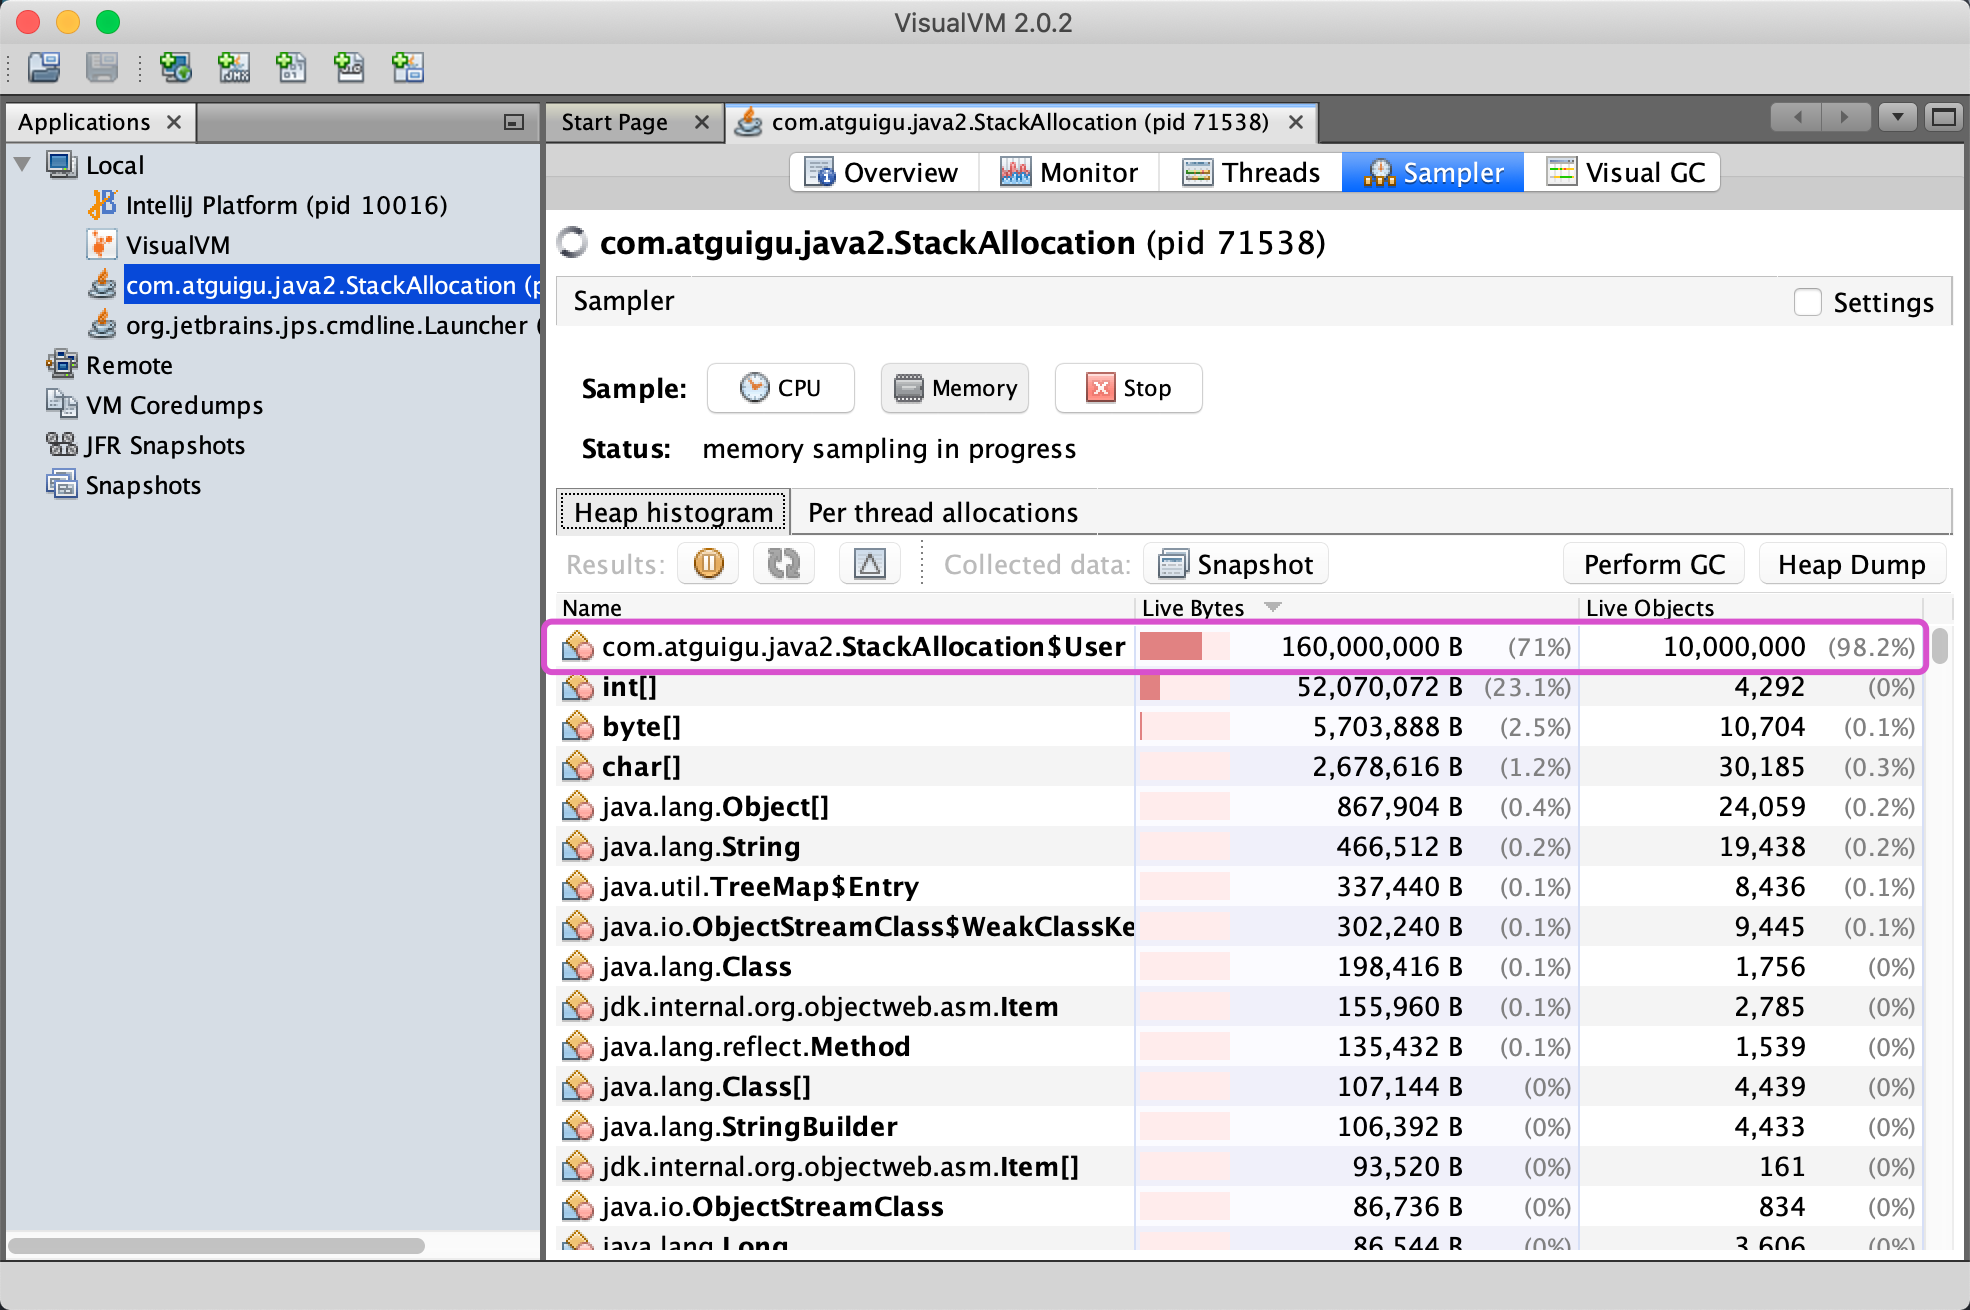 VisualVM 2.0.2
Applications
Start Page
com.atguigu.java2.StackAllocation (pid 71538)
Local
IntelliJ Platform (pid 10016)
VisualVM
com.atguigu.java2.StackAllocation (p
org.jetbrains.jps.cmdline.Launcher (
Remote
VM Coredumps
JFR Snapshots
Snapshots
Overview Monitor Threads Sampler Visual GC
com.atguigu.java2.StackAllocation (pid 71538)
Sampler Settings
Sample: CPU Memory Stop
Status: memory sampling in progress
Heap histogram Per thread allocations
Results: Collected data: Snapshot Perform GC Heap Dump
Name Live Bytes Live Objects
com.atguigu.java2.StackAllocation$User 160,000,000 B (71%) 10,000,000 (98.2%)
int[] 52,070,072 B (23.1%) 4,292 (0%)
byte[] 5,703,888 B (2.5%) 10,704 (0.1%)
char[] 2,678,616 B (1.2%) 30,185 (0.3%)
java.lang.Object[] 867,904 B (0.4%) 24,059 (0.2%)
java.lang.String 466,512 B (0.2%) 19,438 (0.2%)
java.util.TreeMap$Entry 337,440 B (0.1%) 8,436 (0.1%)
java.io.ObjectStreamClass$WeakClassKe 302,240 B (0.1%) 9,445 (0.1%)
java.lang.Class 198,416 B (0.1%) 1,756 (0%)
jdk.internal.org.objectweb.asm.Item 155,960 B (0.1%) 2,785 (0%)
java.lang.reflect.Method 135,432 B (0.1%) 1,539 (0%)
java.lang.Class[] 107,144 B (0%) 4,439 (0%)
java.lang.StringBuilder 106,392 B (0%) 4,433 (0%)
jdk.internal.org.objectweb.asm.Item[] 93,520 B (0%) 161 (0%)
java.io.ObjectStreamClass 86,736 B (0%) 834 (0%)
java.lang.Long 86,544 B (0%) 3,606 (0%)